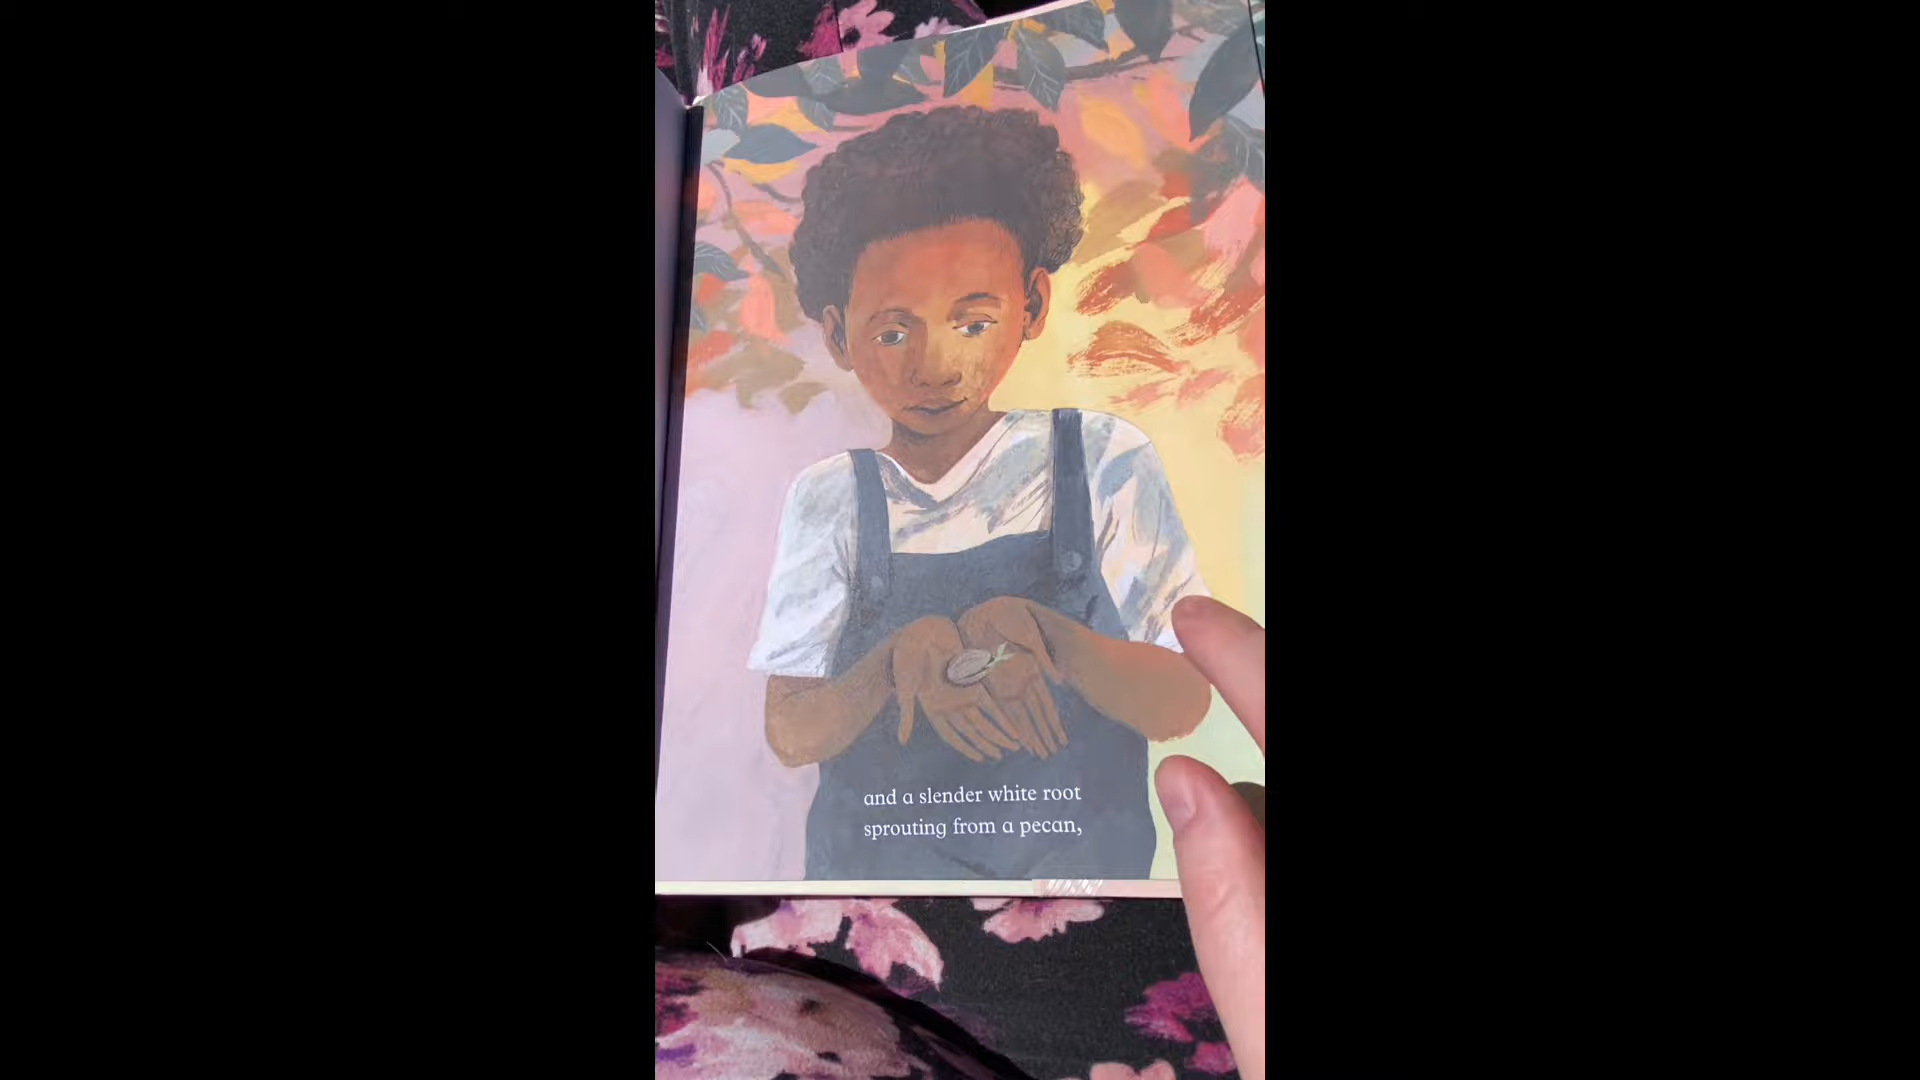 and a slender white root
sprouting from a pecan,